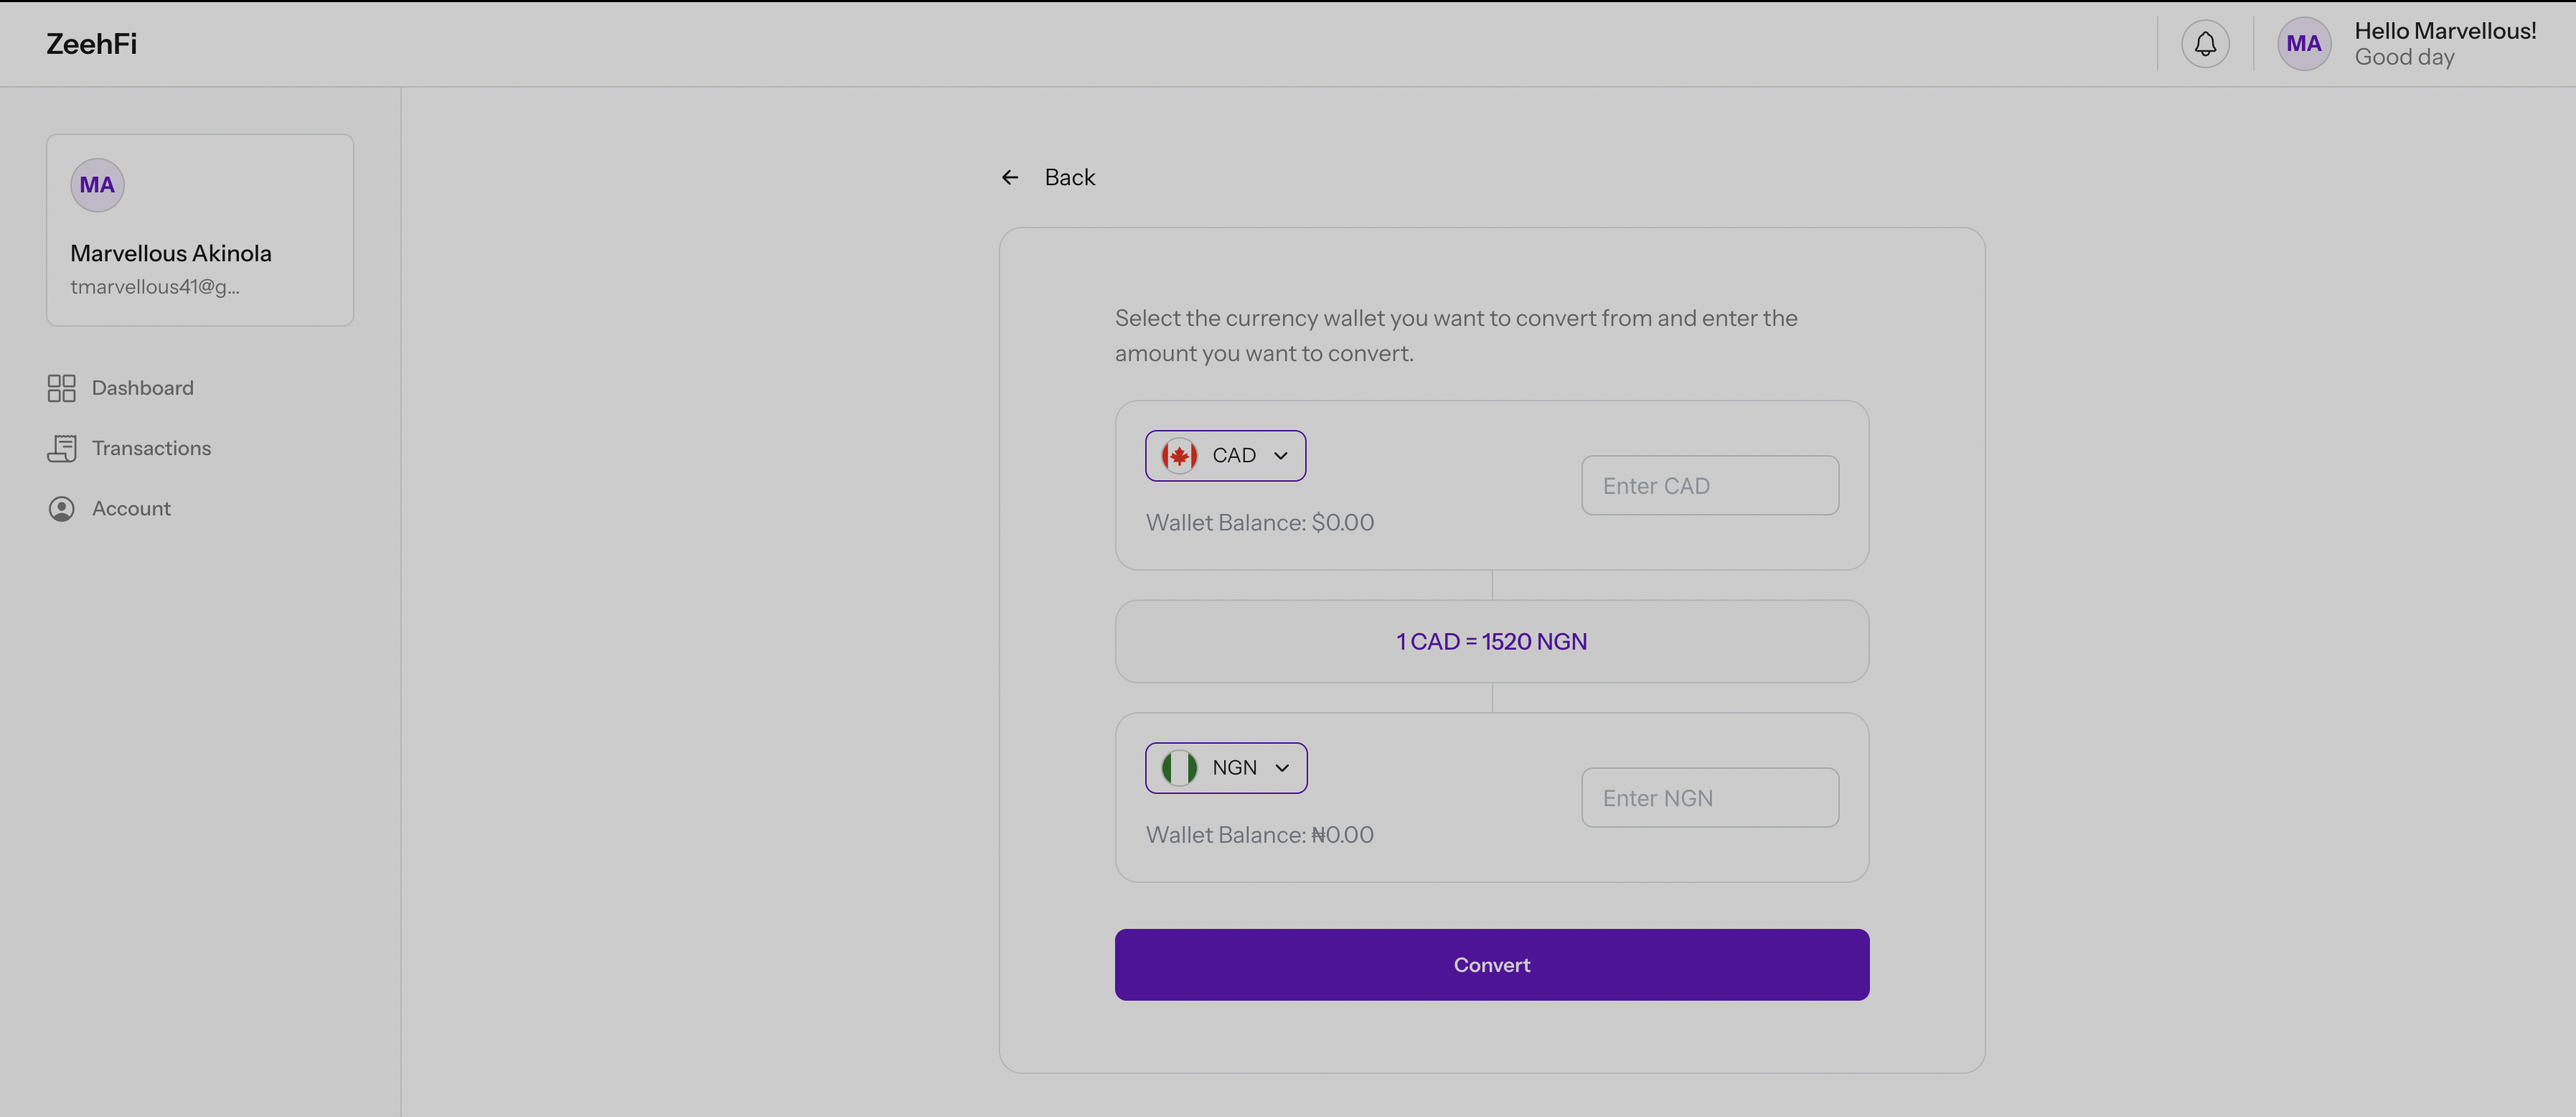 ZeehFi
MA
Hello Marvellous!
Good day
MA
Marvellous Akinola
tmarvellous41@g...
Dashboard
Transactions
Account
Back
Select the currency wallet you want to convert from and enter the
amount you want to convert.
CAD
Enter CAD
Wallet Balance: $0.00
1 CAD = 1520 NGN
NGN
Enter NGN
Wallet Balance: ₦0.00
Convert